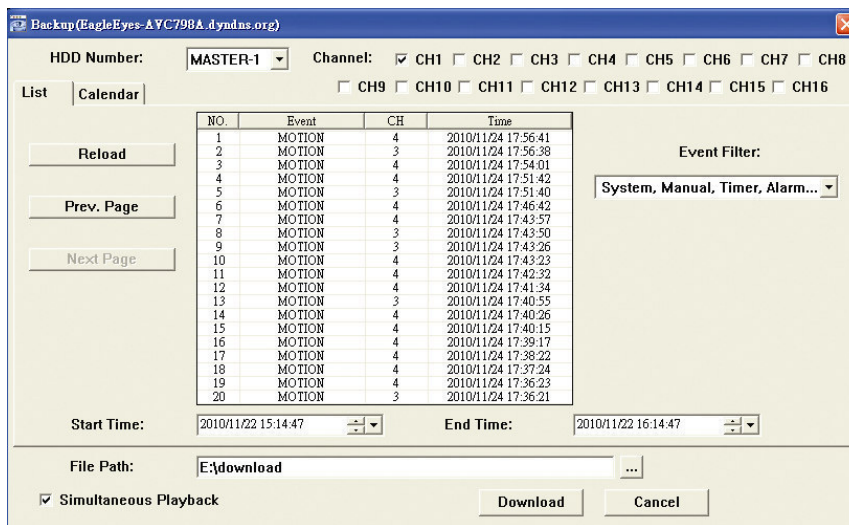 Backup(EagleEyes-AVC798A.dyndns.org)
HDD Number: MASTER-1 Channel: CH1 CH2 CH3 CH4 CH5 CH6 CH7 CH8
CH9 CH10 CH11 CH12 CH13 CH14 CH15 CH16
List Calendar
NO. Event CH Time
1 MOTION 4 2010/11/24 17:56:41
2 MOTION 3 2010/11/24 17:56:38
3 MOTION 4 2010/11/24 17:54:01
4 MOTION 4 2010/11/24 17:51:42
5 MOTION 3 2010/11/24 17:51:40
6 MOTION 4 2010/11/24 17:46:42
7 MOTION 4 2010/11/24 17:43:57
8 MOTION 3 2010/11/24 17:43:50
9 MOTION 3 2010/11/24 17:43:26
10 MOTION 4 2010/11/24 17:43:23
11 MOTION 4 2010/11/24 17:42:32
12 MOTION 4 2010/11/24 17:41:34
13 MOTION 3 2010/11/24 17:40:55
14 MOTION 4 2010/11/24 17:40:26
15 MOTION 4 2010/11/24 17:40:15
16 MOTION 4 2010/11/24 17:39:17
17 MOTION 4 2010/11/24 17:38:22
18 MOTION 4 2010/11/24 17:37:24
19 MOTION 4 2010/11/24 17:36:23
20 MOTION 3 2010/11/24 17:36:21
Reload
Prev. Page
Next Page
Event Filter:
System, Manual, Timer, Alarm...
Start Time: 2010/11/22 15:14:47 End Time: 2010/11/22 16:14:47
File Path: E:\download ...
Simultaneous Playback Download Cancel